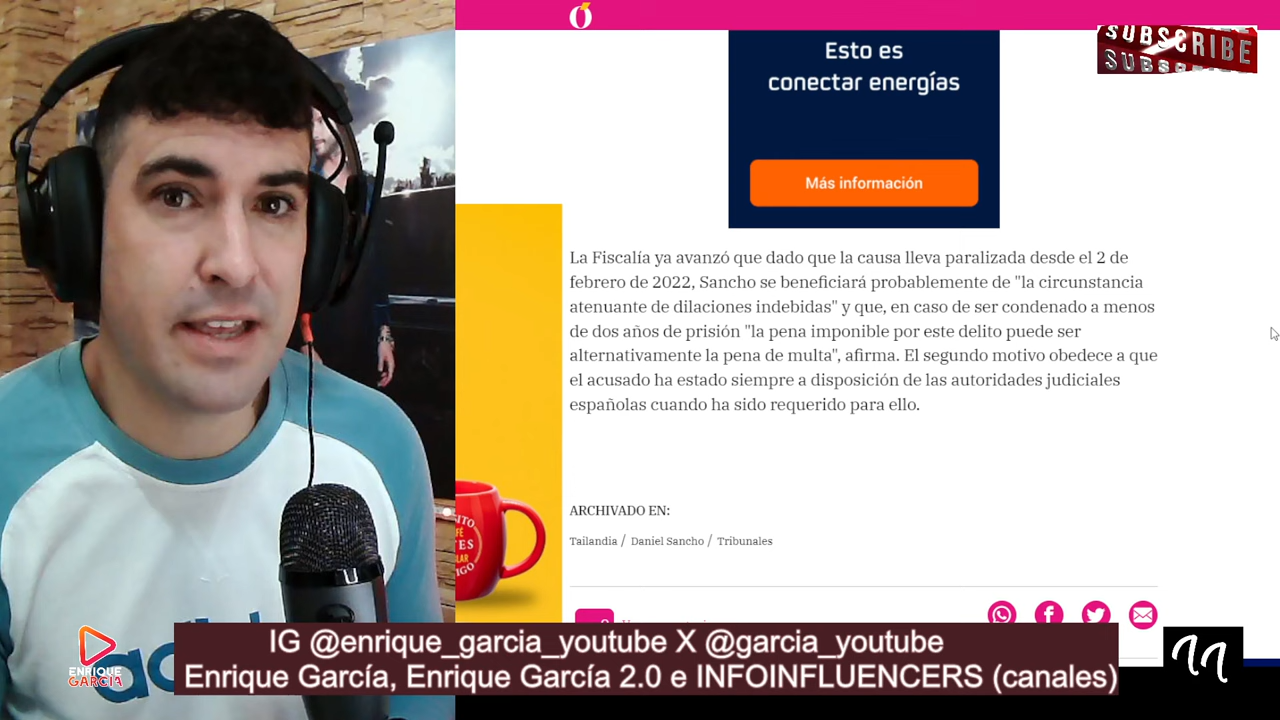 Ó
Esto es
conectar energías
Más información
SUBSCRIBE
La Fiscalía ya avanzó que dado que la causa lleva paralizada desde el 2 de
febrero de 2022, Sancho se beneficiará probablemente de "la circunstancia
atenuante de dilaciones indebidas" y que, en caso de ser condenado a menos
de dos años de prisión "la pena imponible por este delito puede ser
alternativamente la pena de multa", afirma. El segundo motivo obedece a que
el acusado ha estado siempre a disposición de las autoridades judiciales
españolas cuando ha sido requerido para ello.
ARCHIVADO EN:
Tailandia / Daniel Sancho / Tribunales
IG @enrique_garcia_youtube X @garcia_youtube
Enrique García, Enrique García 2.0 e INFOINFLUENCERS (canales)
ENRIQUE
GARCÍA